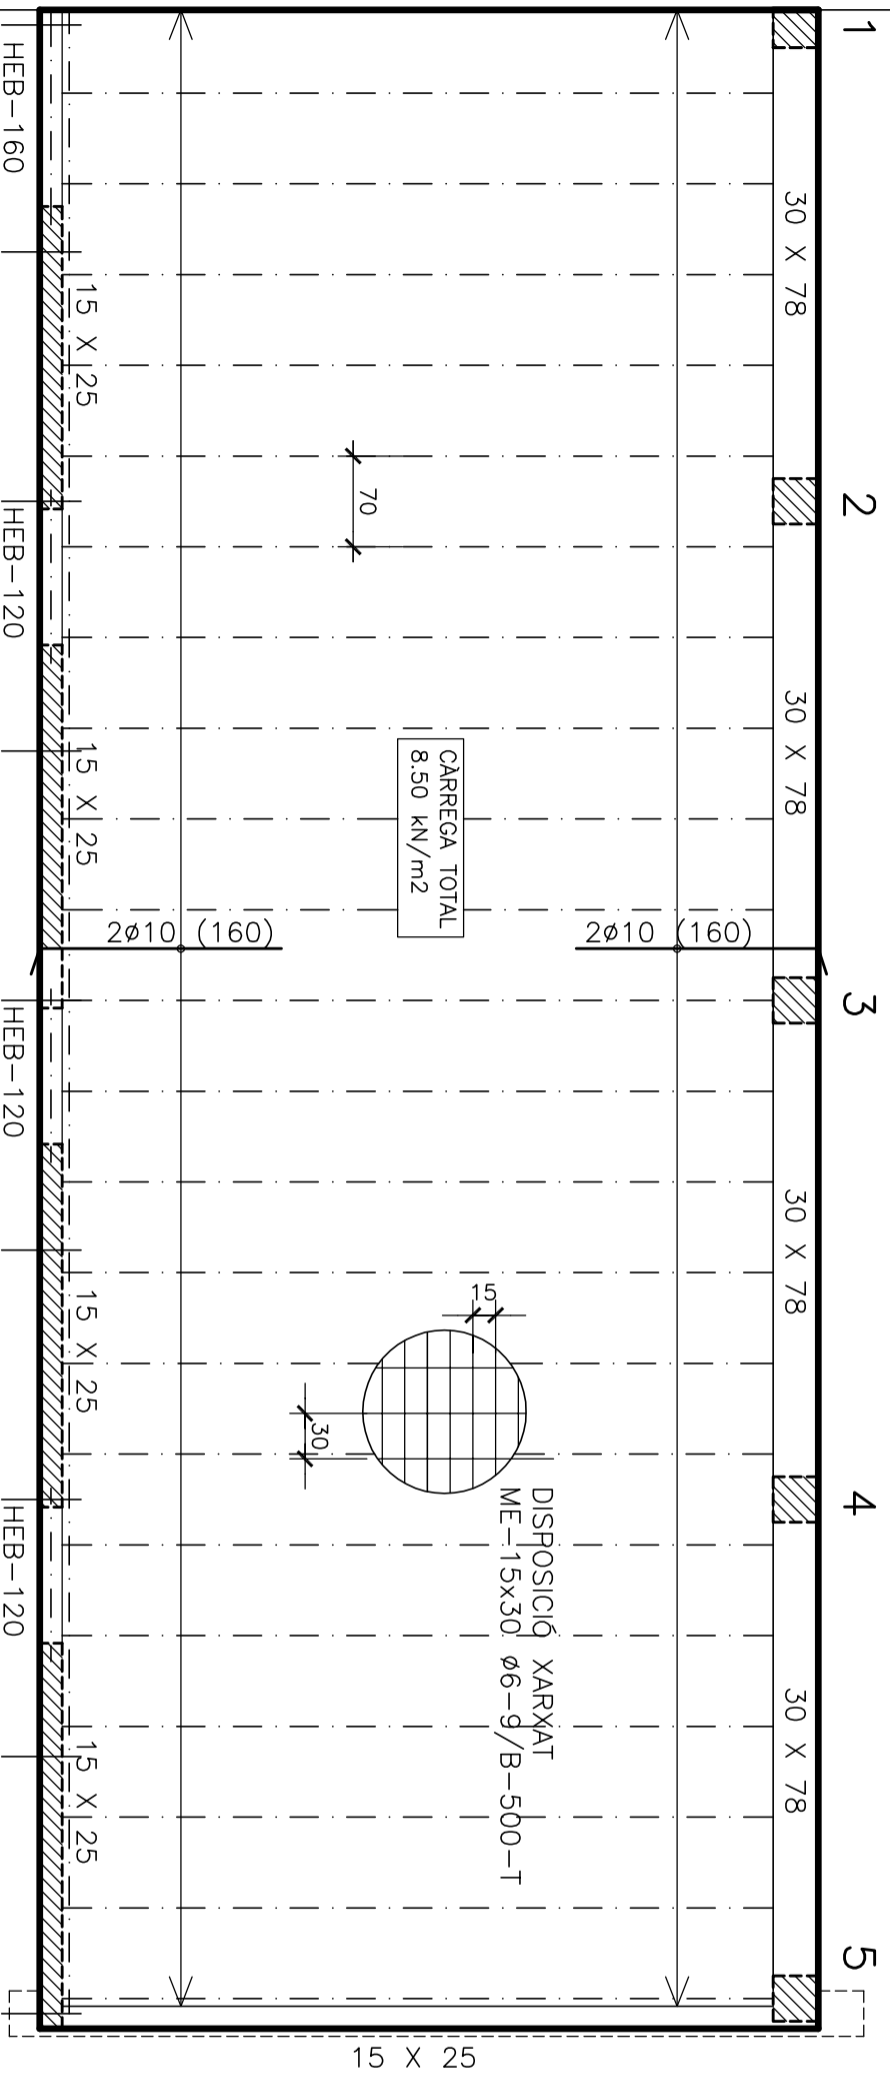 1
2
3
4
5
30 X 78
30 X 78
30 X 78
30 X 78
70
CÀRREGA TOTAL
8.50 kN/m2
2ø10 (160)
2ø10 (160)
15
30
DISPOSICIÓ XARXAT
ME-15x30 ø6-9/B-500-T
15 X 25
15 X 25
15 X 25
15 X 25
15 X 25
HEB-160
HEB-120
HEB-120
HEB-120